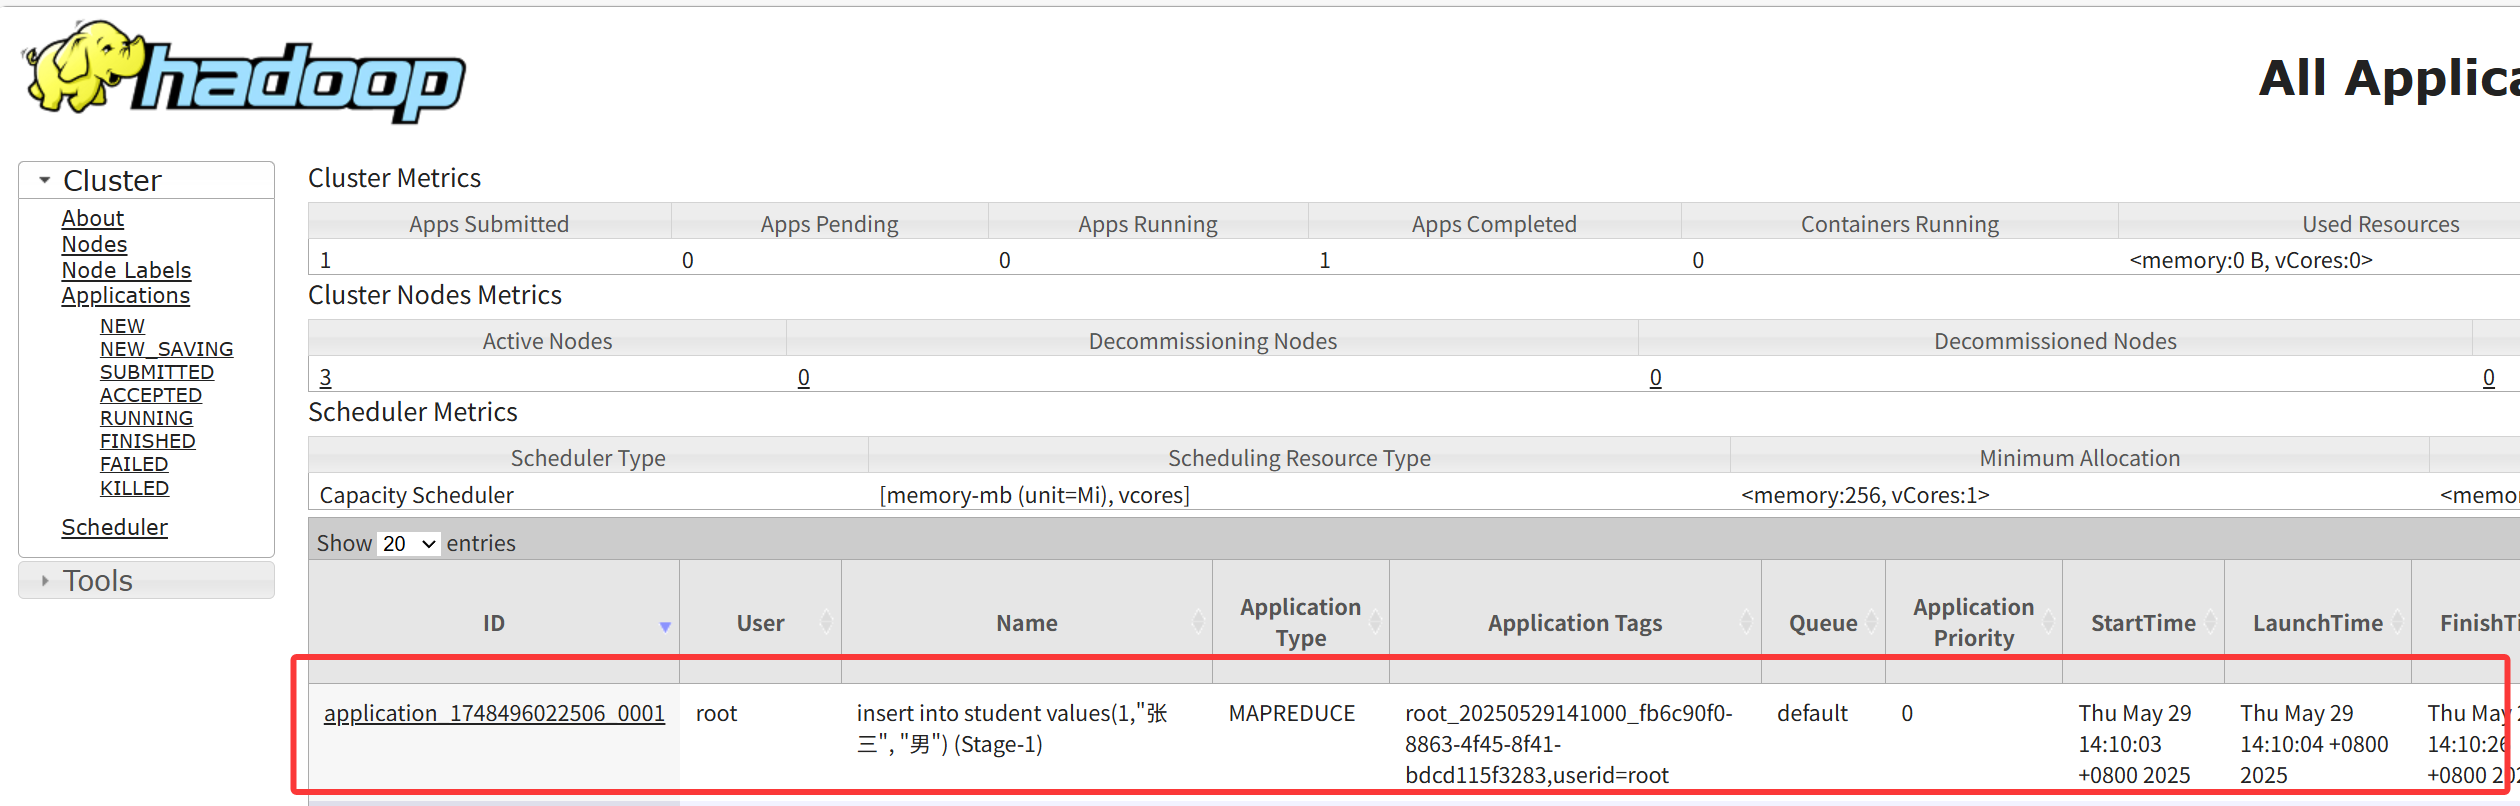 hadoop
All Applica
Cluster
About
Nodes
Node Labels
Applications
NEW
NEW_SAVING
SUBMITTED
ACCEPTED
RUNNING
FINISHED
FAILED
KILLED
Scheduler
Tools
Cluster Metrics
Apps Submitted Apps Pending Apps Running Apps Completed Containers Running Used Resources
1 0 0 1 0 <memory:0 B, vCores:0>
Cluster Nodes Metrics
Active Nodes Decommissioning Nodes Decommissioned Nodes
3 0 0 0
Scheduler Metrics
Scheduler Type Scheduling Resource Type Minimum Allocation
Capacity Scheduler [memory-mb (unit=Mi), vcores] <memory:256, vCores:1> <memo
Show 20 entries
ID User Name Application Type Application Tags Queue Application Priority StartTime LaunchTime FinishTi
application_1748496022506_0001 root insert into student values(1,"张 MAPREDUCE root_20250529141000_fb6c90f0- default 0 Thu May 29 Thu May 29 Thu May
三", "男") (Stage-1) 8863-4f45-8f41- 14:10:03 14:10:04 +0800 14:10:26
bdcd115f3283,userid=root +0800 2025 2025 +0800 202